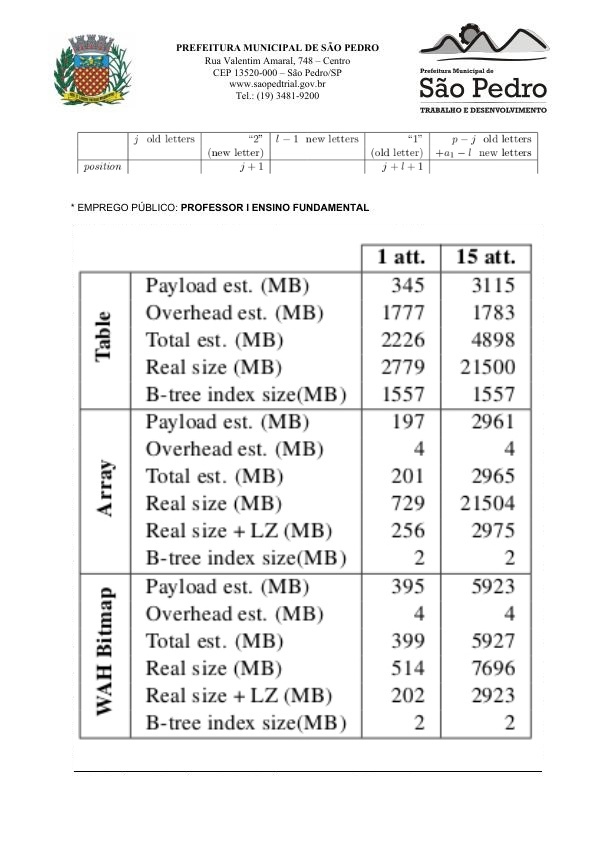 PREFEITURA MUNICIPAL DE SÃO PEDRO
Rua Valentim Amaral, 748 – Centro
CEP 13520-000 – São Pedro/SP
www.saopedtrial.gov.br
Tel.: (19) 3481-9200
Prefeitura Municipal de
São Pedro
TRABALHO E DESENVOLVIMENTO
j old letters “2” l − 1 new letters “1” p − j old letters
(new letter) (old letter) +a₁ − l new letters
position j + 1 j + l + 1
* EMPREGO PÚBLICO: PROFESSOR I ENSINO FUNDAMENTAL
1 att. 15 att.
Table
Payload est. (MB) 345 3115
Overhead est. (MB) 1777 1783
Total est. (MB) 2226 4898
Real size (MB) 2779 21500
B-tree index size(MB) 1557 1557
Array
Payload est. (MB) 197 2961
Overhead est. (MB) 4 4
Total est. (MB) 201 2965
Real size (MB) 729 21504
Real size + LZ (MB) 256 2975
B-tree index size(MB) 2 2
WAH Bitmap
Payload est. (MB) 395 5923
Overhead est. (MB) 4 4
Total est. (MB) 399 5927
Real size (MB) 514 7696
Real size + LZ (MB) 202 2923
B-tree index size(MB) 2 2